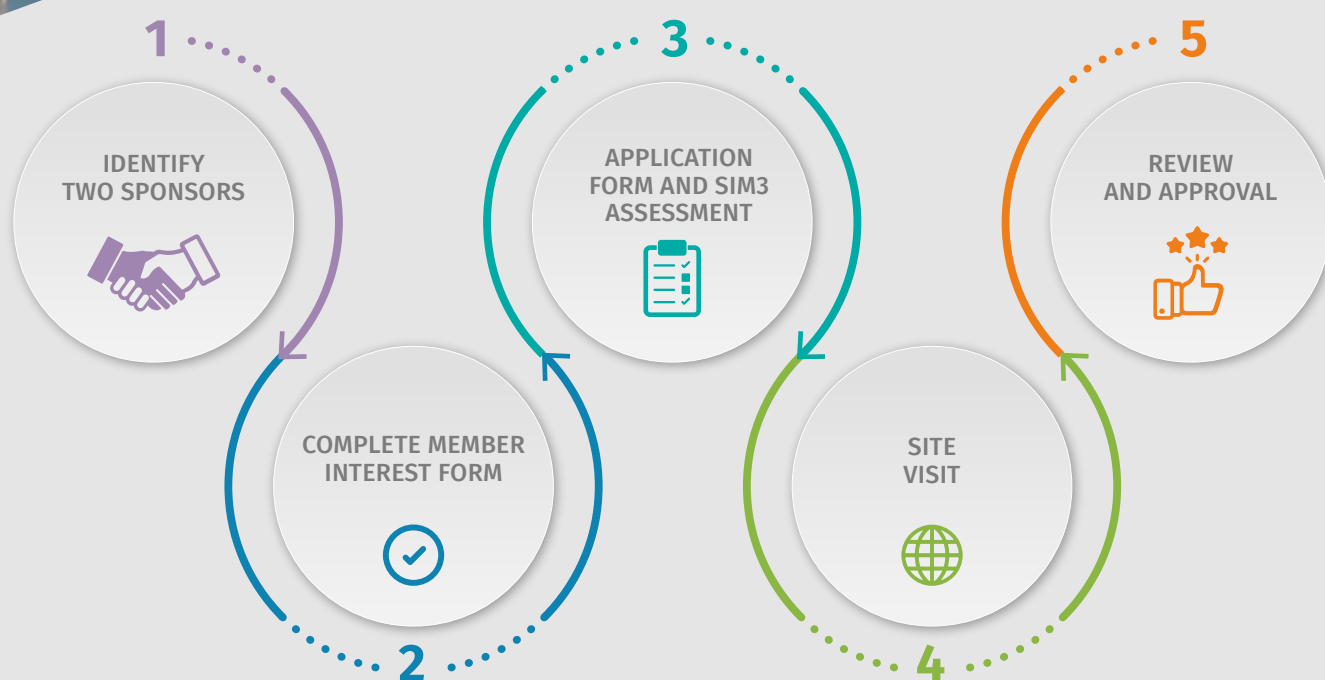 1
IDENTIFY
TWO SPONSORS
2
COMPLETE MEMBER
INTEREST FORM
3
APPLICATION
FORM AND SIM3
ASSESSMENT
4
SITE
VISIT
5
REVIEW
AND APPROVAL